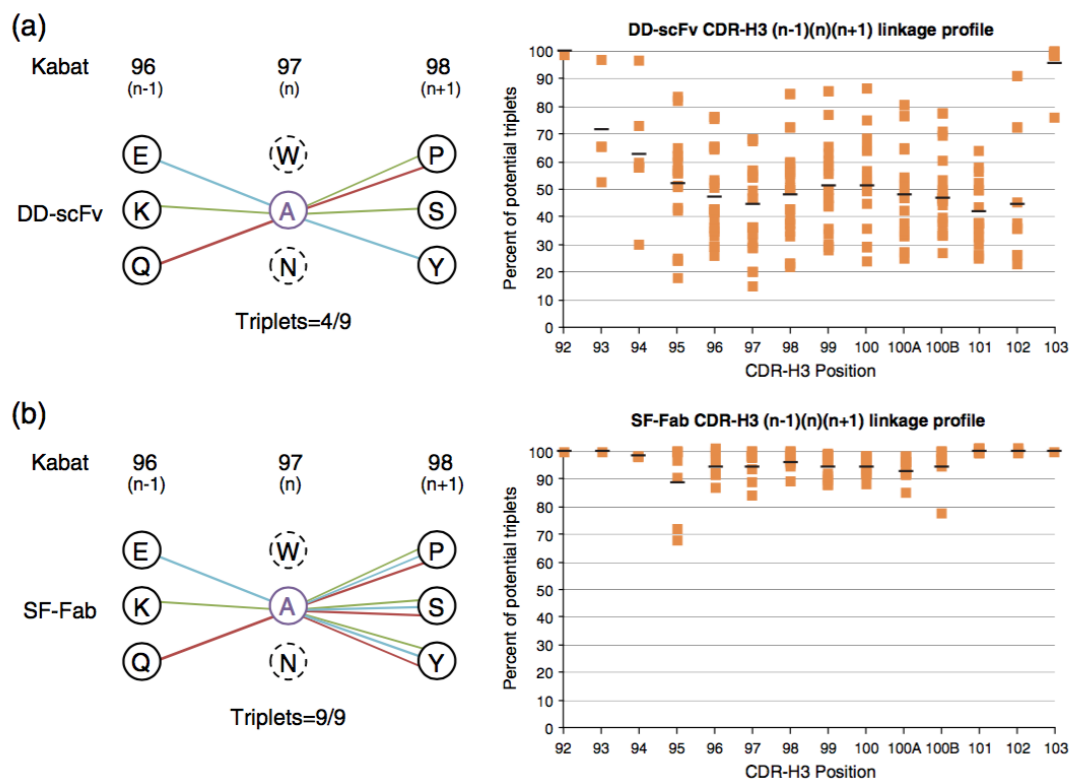 (a)
Kabat 96 97 98
(n-1) (n) (n+1)
E W P
DD-scFv K A S
Q N Y
Triplets=4/9
DD-scFv CDR-H3 (n-1)(n)(n+1) linkage profile
Percent of potential triplets
100
90
80
70
60
50
40
30
20
10
0
92 93 94 95 96 97 98 99 100 100A 100B 101 102 103
CDR-H3 Position
(b)
Kabat 96 97 98
(n-1) (n) (n+1)
E W P
SF-Fab K A S
Q N Y
Triplets=9/9
SF-Fab CDR-H3 (n-1)(n)(n+1) linkage profile
Percent of potential triplets
100
90
80
70
60
50
40
30
20
10
0
92 93 94 95 96 97 98 99 100 100A 100B 101 102 103
CDR-H3 Position